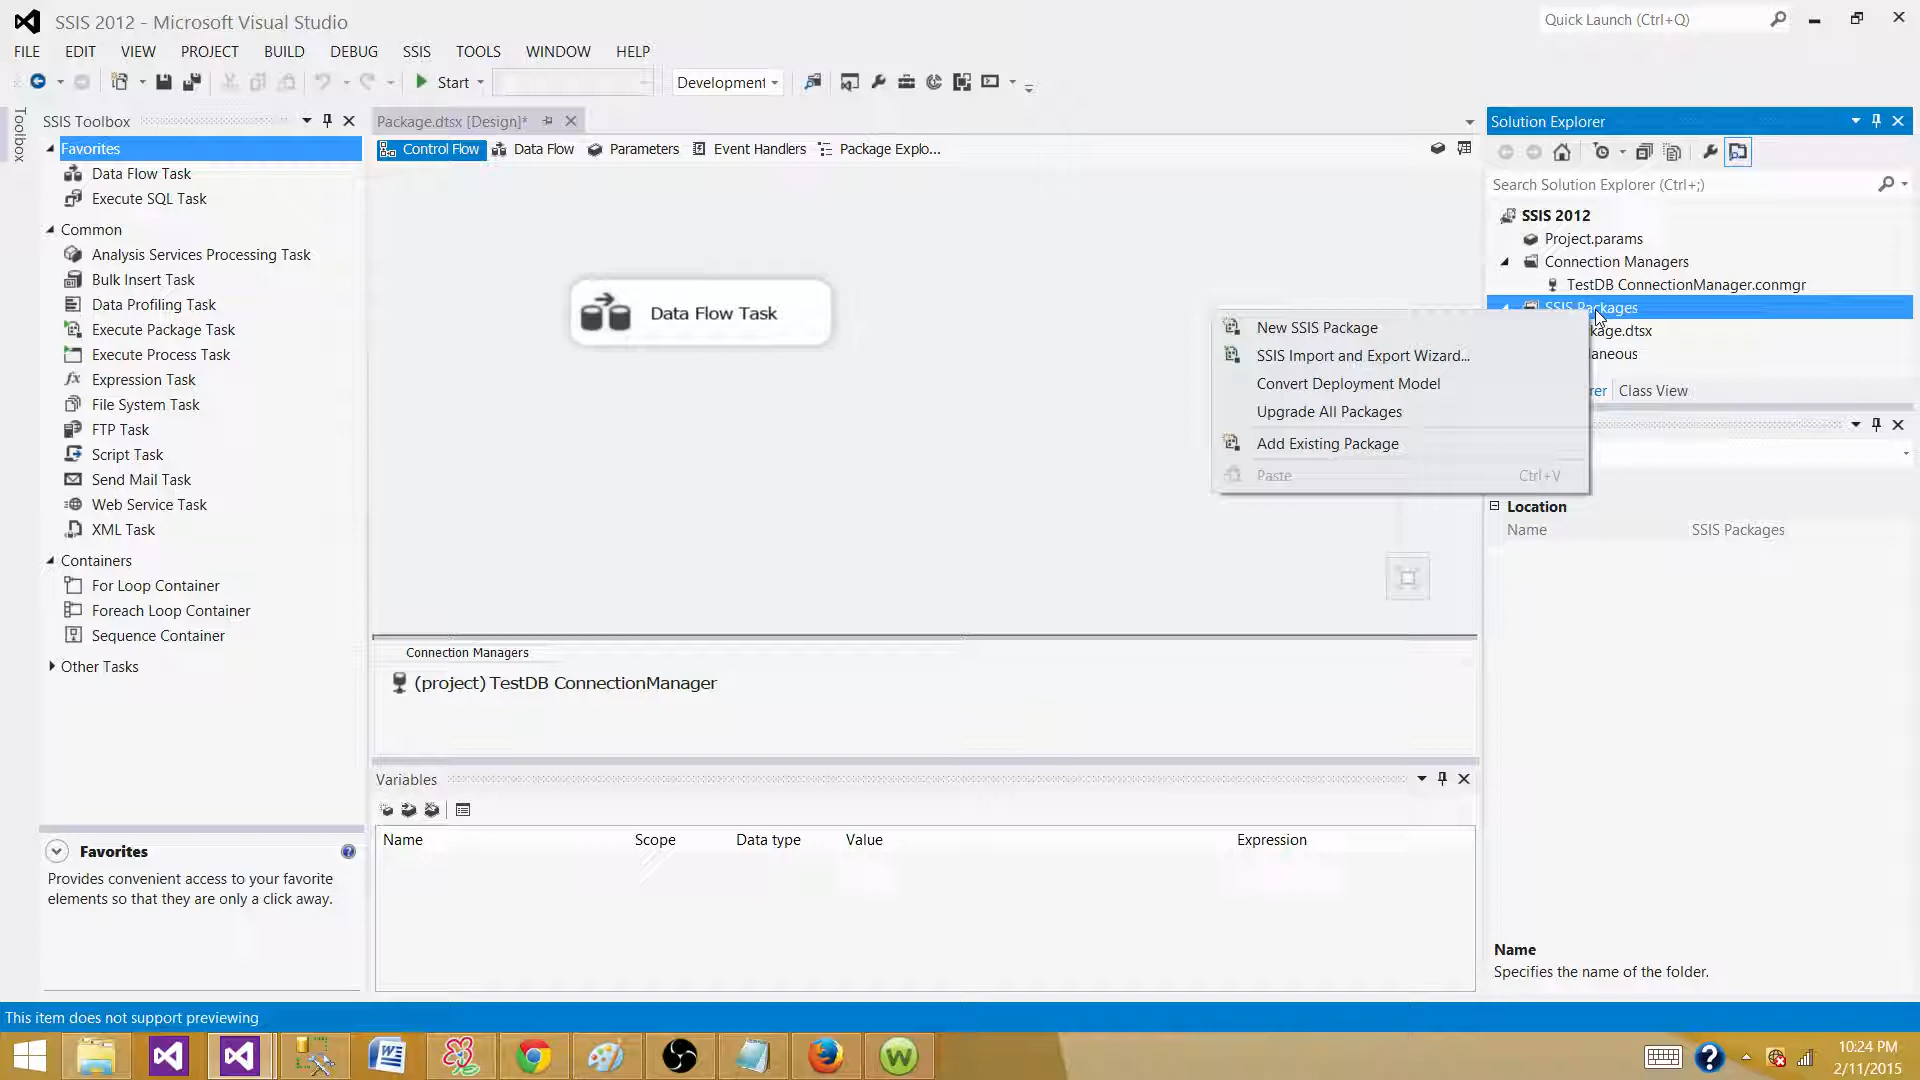 SSIS 2012 - Microsoft Visual Studio
Quick Launch (Ctrl+Q)
FILE EDIT VIEW PROJECT BUILD DEBUG SSIS TOOLS WINDOW HELP
Start
Development
Toolbox
SSIS Toolbox
Favorites
Data Flow Task
Execute SQL Task
Common
Analysis Services Processing Task
Bulk Insert Task
Data Profiling Task
Execute Package Task
Execute Process Task
Expression Task
File System Task
FTP Task
Script Task
Send Mail Task
Web Service Task
XML Task
Containers
For Loop Container
Foreach Loop Container
Sequence Container
Other Tasks
Favorites
Provides convenient access to your favorite
elements so that they are only a click away.
Package.dtsx [Design]*
Control Flow Data Flow Parameters Event Handlers Package Explo...
Data Flow Task
Connection Managers
(project) TestDB ConnectionManager
Variables
Name Scope Data type Value Expression
New SSIS Package
SSIS Import and Export Wizard...
Convert Deployment Model
Upgrade All Packages
Add Existing Package
Paste Ctrl+V
Solution Explorer
Search Solution Explorer (Ctrl+;)
SSIS 2012
Project.params
Connection Managers
TestDB ConnectionManager.conmgr
SSIS Packages
kage.dtsx
laneous
rer Class View
Location
Name SSIS Packages
Name
Specifies the name of the folder.
This item does not support previewing
10:24 PM
2/11/2015